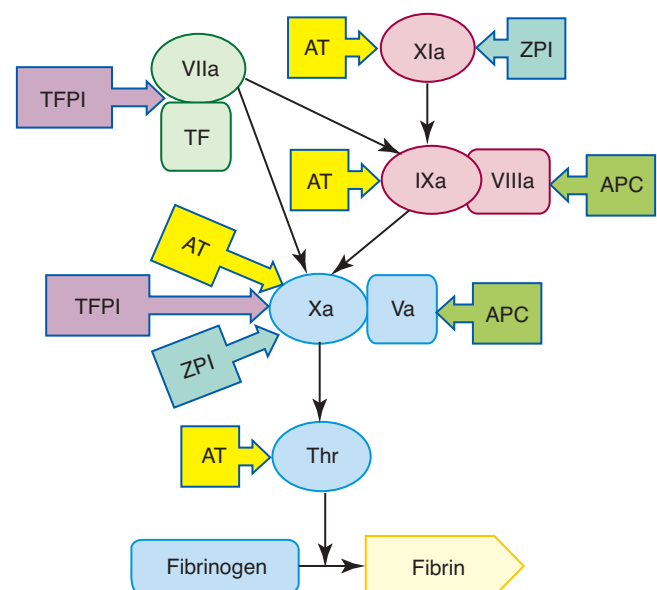 AT
XIa
ZPI
VIIa
TFPI
TF
AT
IXa
VIIIa
APC
AT
TFPI
Xa
Va
APC
ZPI
AT
Thr
Fibrinogen
Fibrin